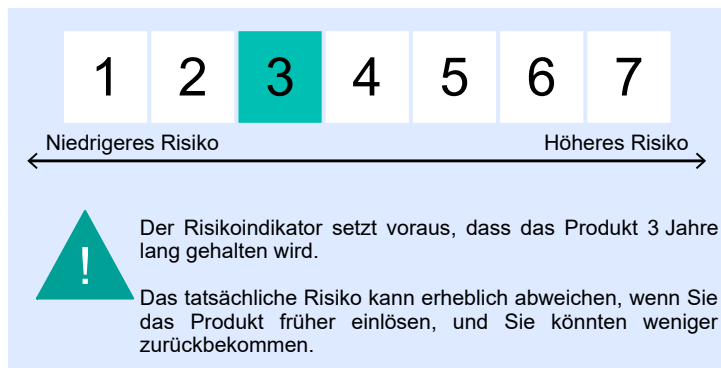 1 2 3 4 5 6 7
Niedrigeres Risiko Höheres Risiko
Der Risikoindikator setzt voraus, dass das Produkt 3 Jahre
lang gehalten wird.
!
Das tatsächliche Risiko kann erheblich abweichen, wenn Sie
das Produkt früher einlösen, und Sie könnten weniger
zurückbekommen.